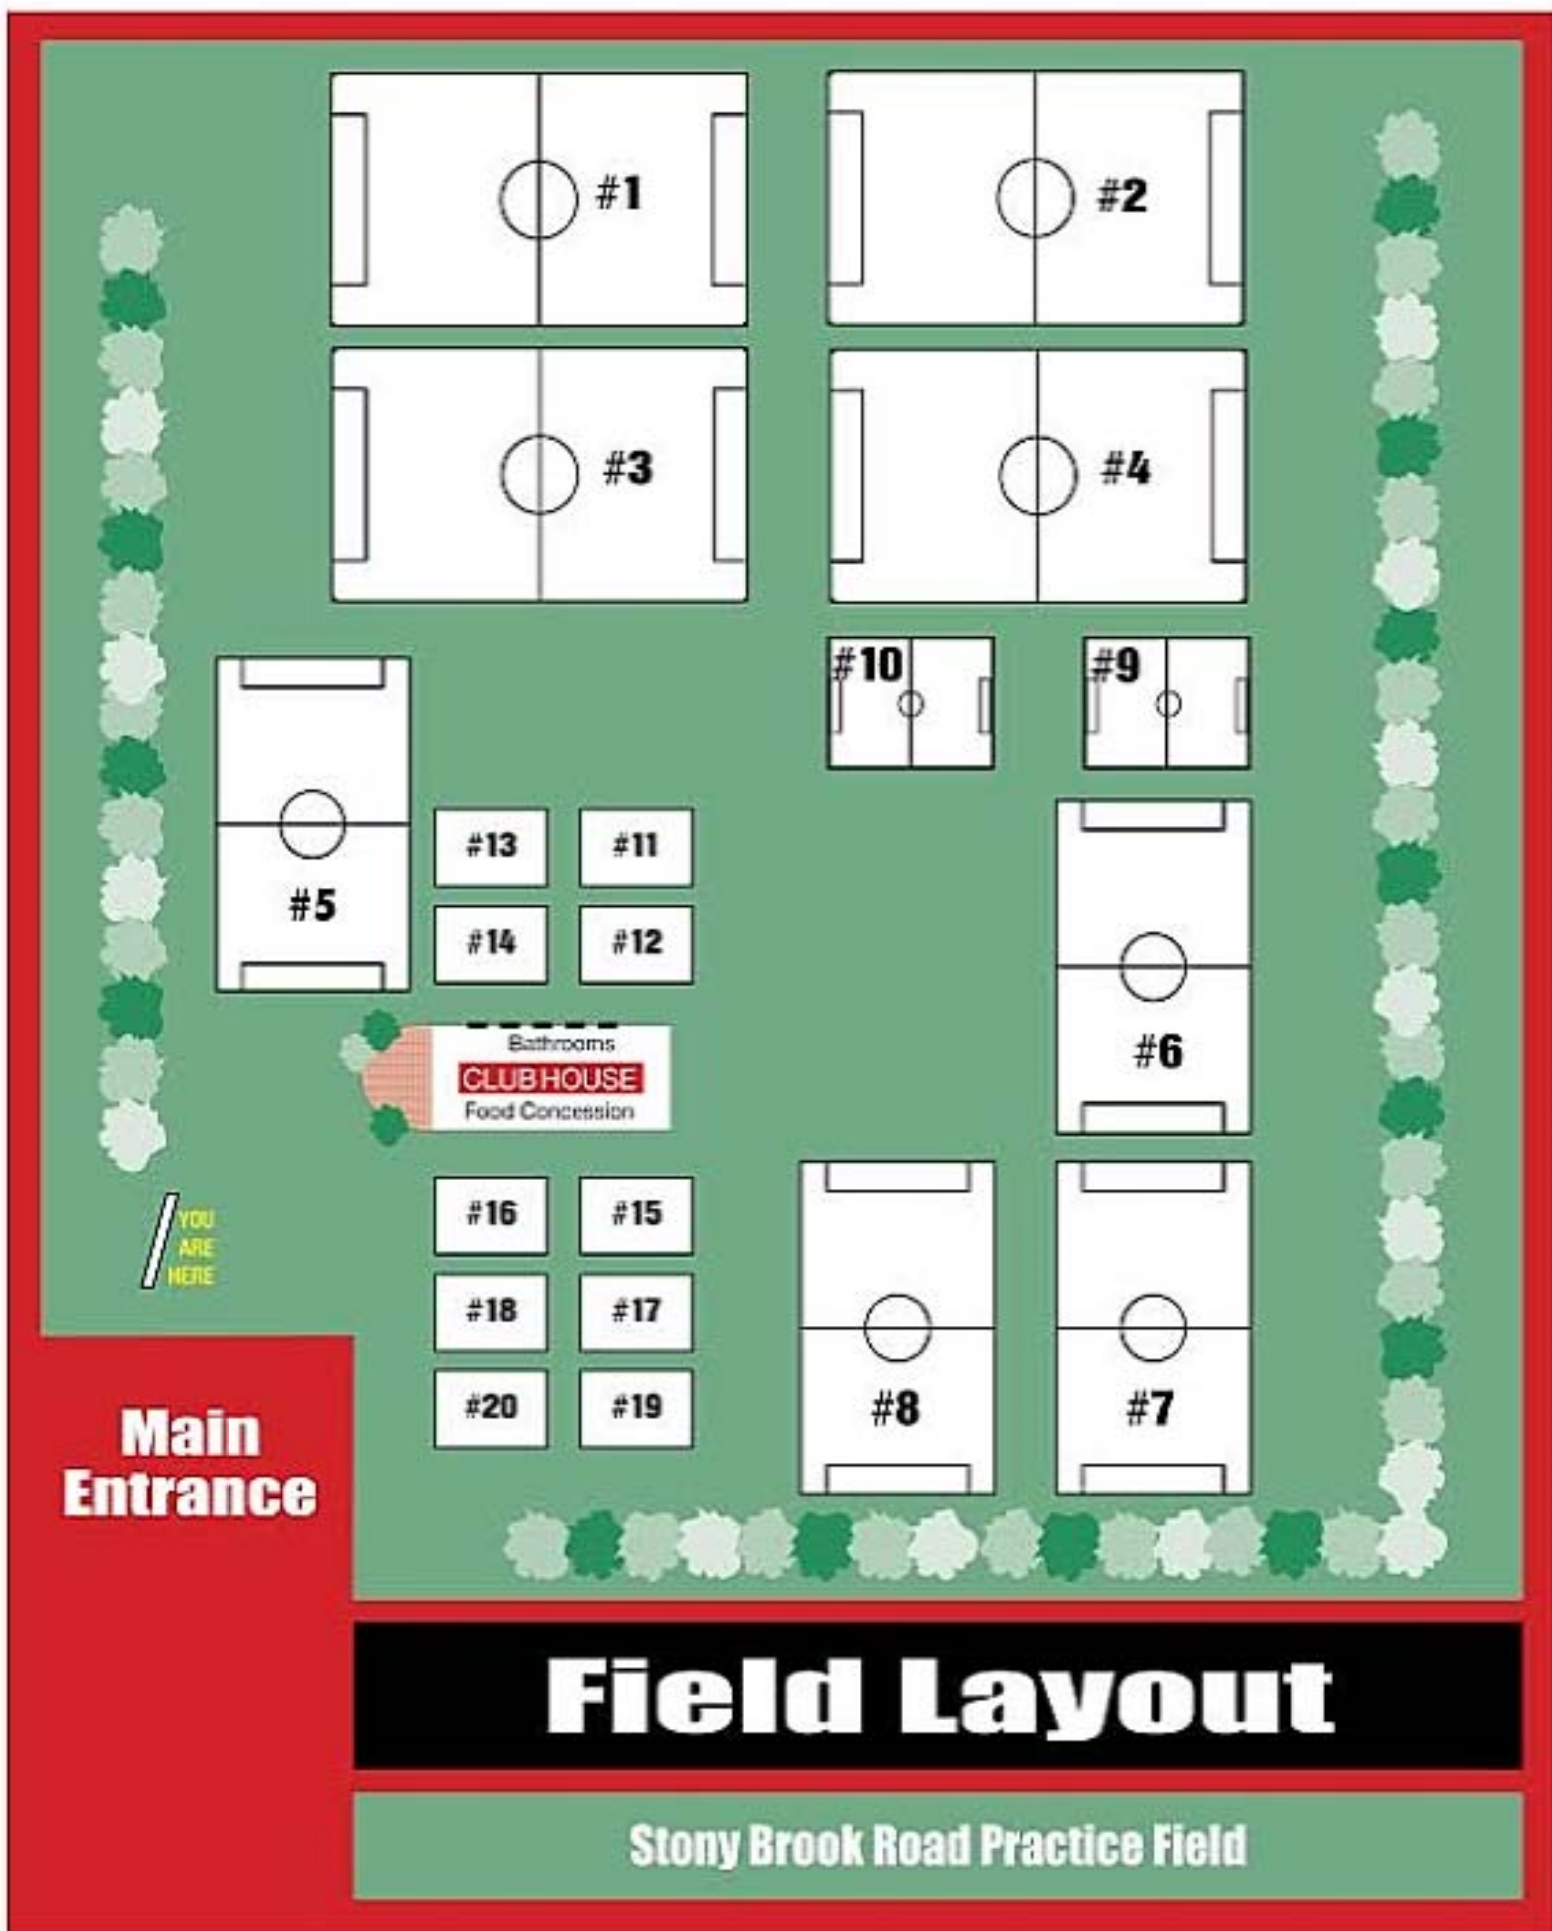 #1
#2
#3
#4
#10
#9
#5
#13
#11
#14
#12
#6
Bathrooms
CLUBHOUSE
Food Concession
#16
#15
YOU
ARE
HERE
#18
#17
#8
#7
#20
#19
Main
Entrance
Field Layout
Stony Brook Road Practice Field